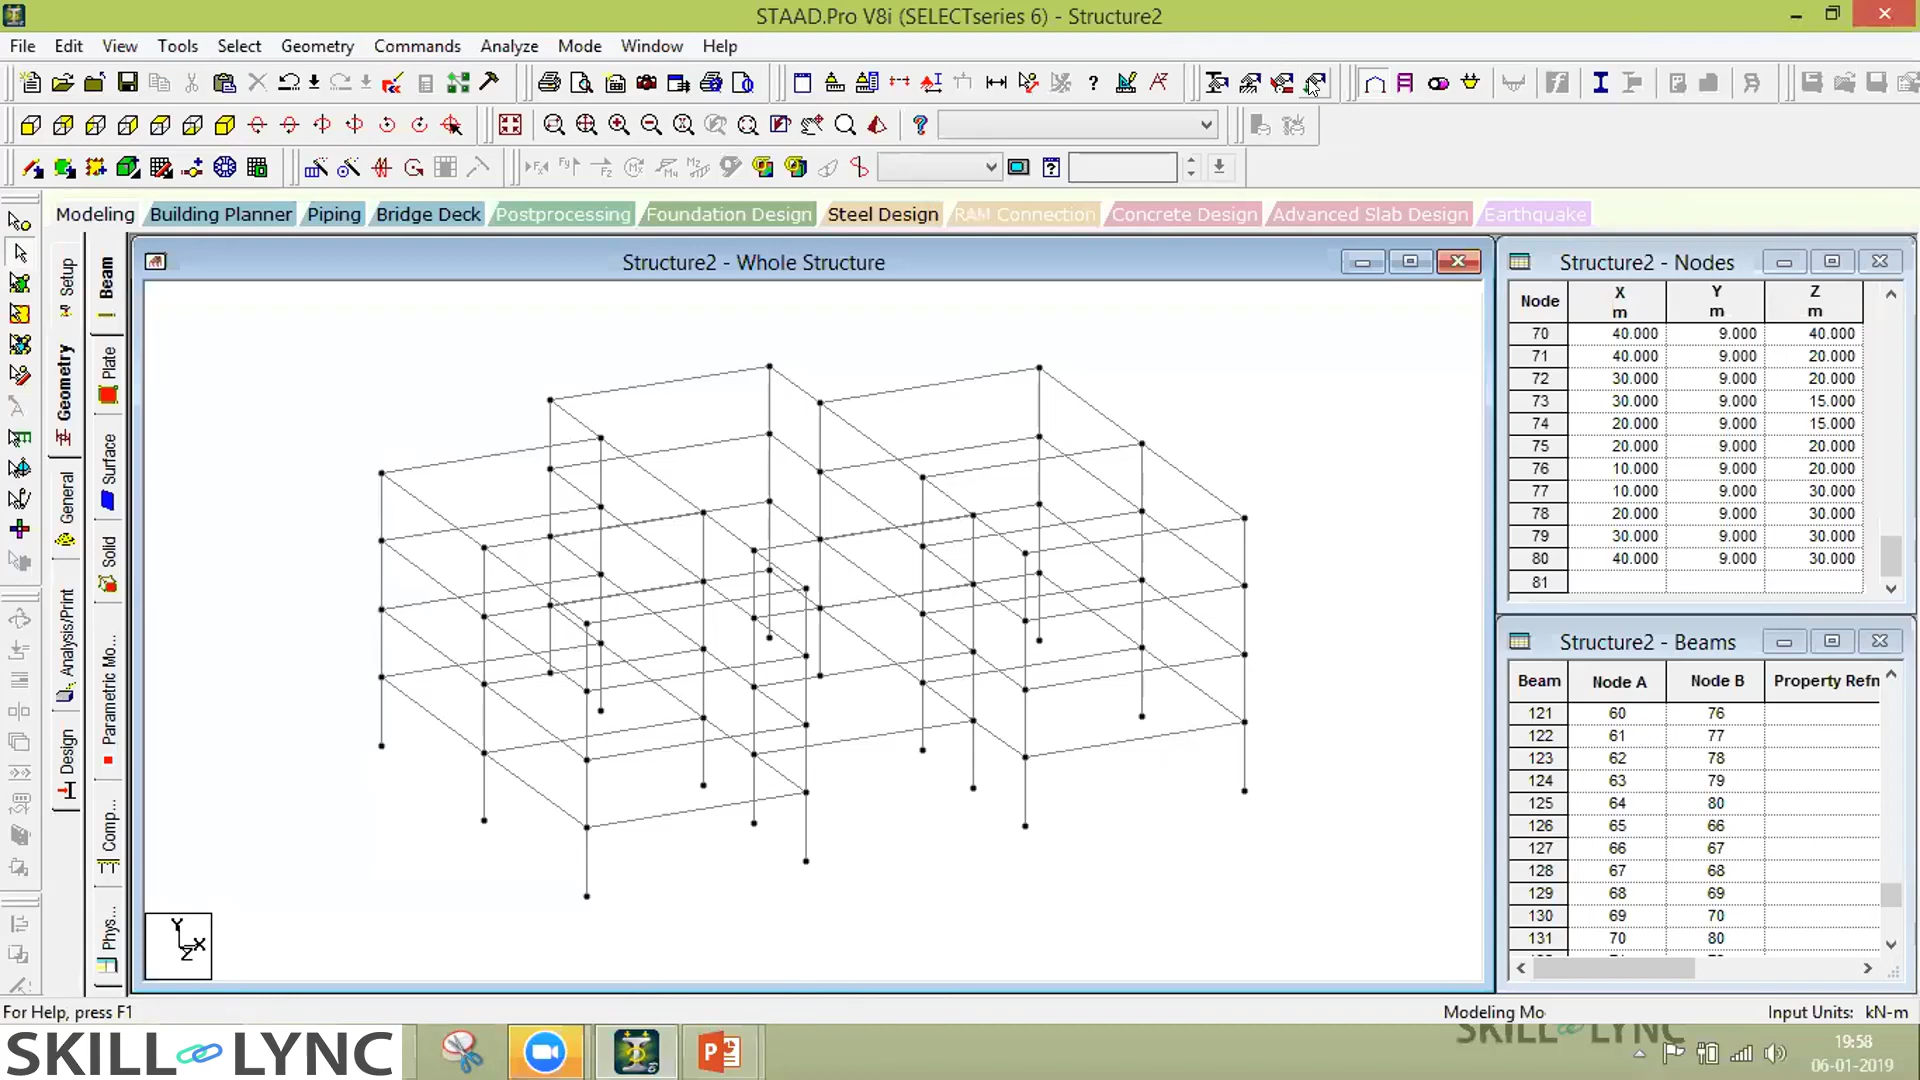 STAAD.Pro V8i (SELECTseries 6) - Structure2
File Edit View Tools Select Geometry Commands Analyze Mode Window Help
Modeling Building Planner Piping Bridge Deck Postprocessing Foundation Design Steel Design RAM Connection Concrete Design Advanced Slab Design Earthquake
Setup
Geometry
General
Analysis/Print
Design
Beam
Plate
Surface
Solid
Parametric Mo...
Comp...
Phys...
Structure2 - Whole Structure
Y
X
Z
Structure2 - Nodes
Node X m Y m Z m
70 40.000 9.000 40.000
71 40.000 9.000 20.000
72 30.000 9.000 20.000
73 30.000 9.000 15.000
74 20.000 9.000 15.000
75 20.000 9.000 20.000
76 10.000 9.000 20.000
77 10.000 9.000 30.000
78 20.000 9.000 30.000
79 30.000 9.000 30.000
80 40.000 9.000 30.000
81
Structure2 - Beams
Beam Node A Node B Property Refn
121 60 76
122 61 77
123 62 78
124 63 79
125 64 80
126 65 66
127 66 67
128 67 68
129 68 69
130 69 70
131 70 80
For Help, press F1
Modeling Mo
Input Units: kN-m
SKILL LYNC
SKILL LYNC
19:58
06-01-2019